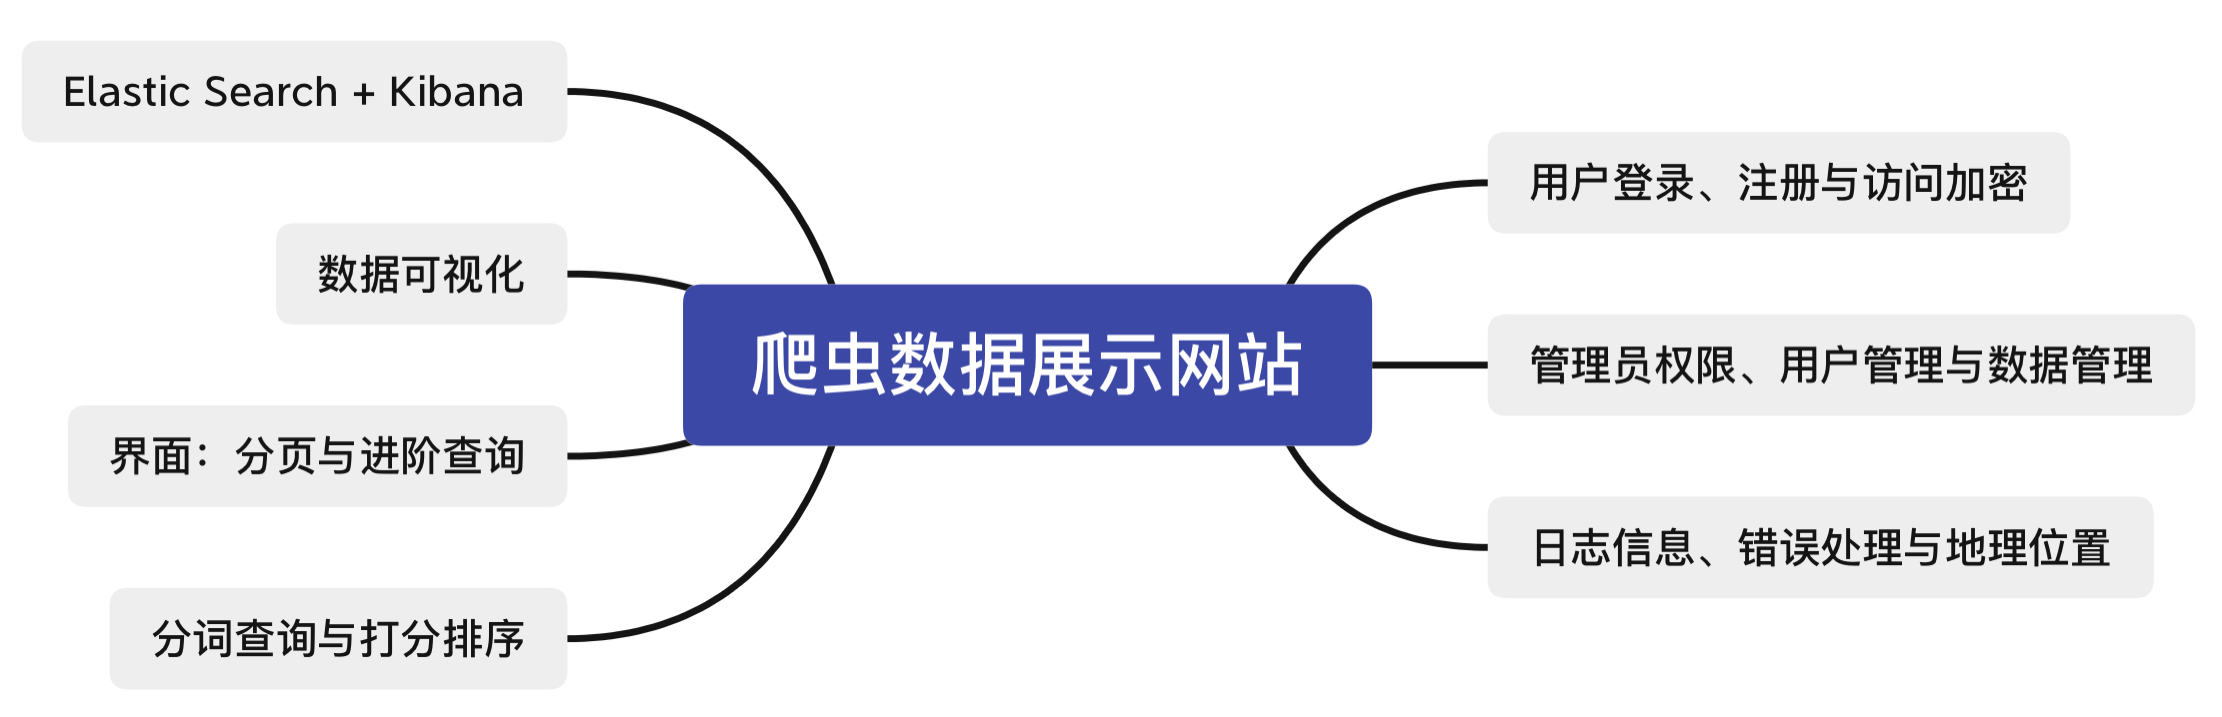 爬虫数据展示网站
Elastic Search + Kibana
数据可视化
界面：分页与进阶查询
分词查询与打分排序
用户登录、注册与访问加密
管理员权限、用户管理与数据管理
日志信息、错误处理与地理位置